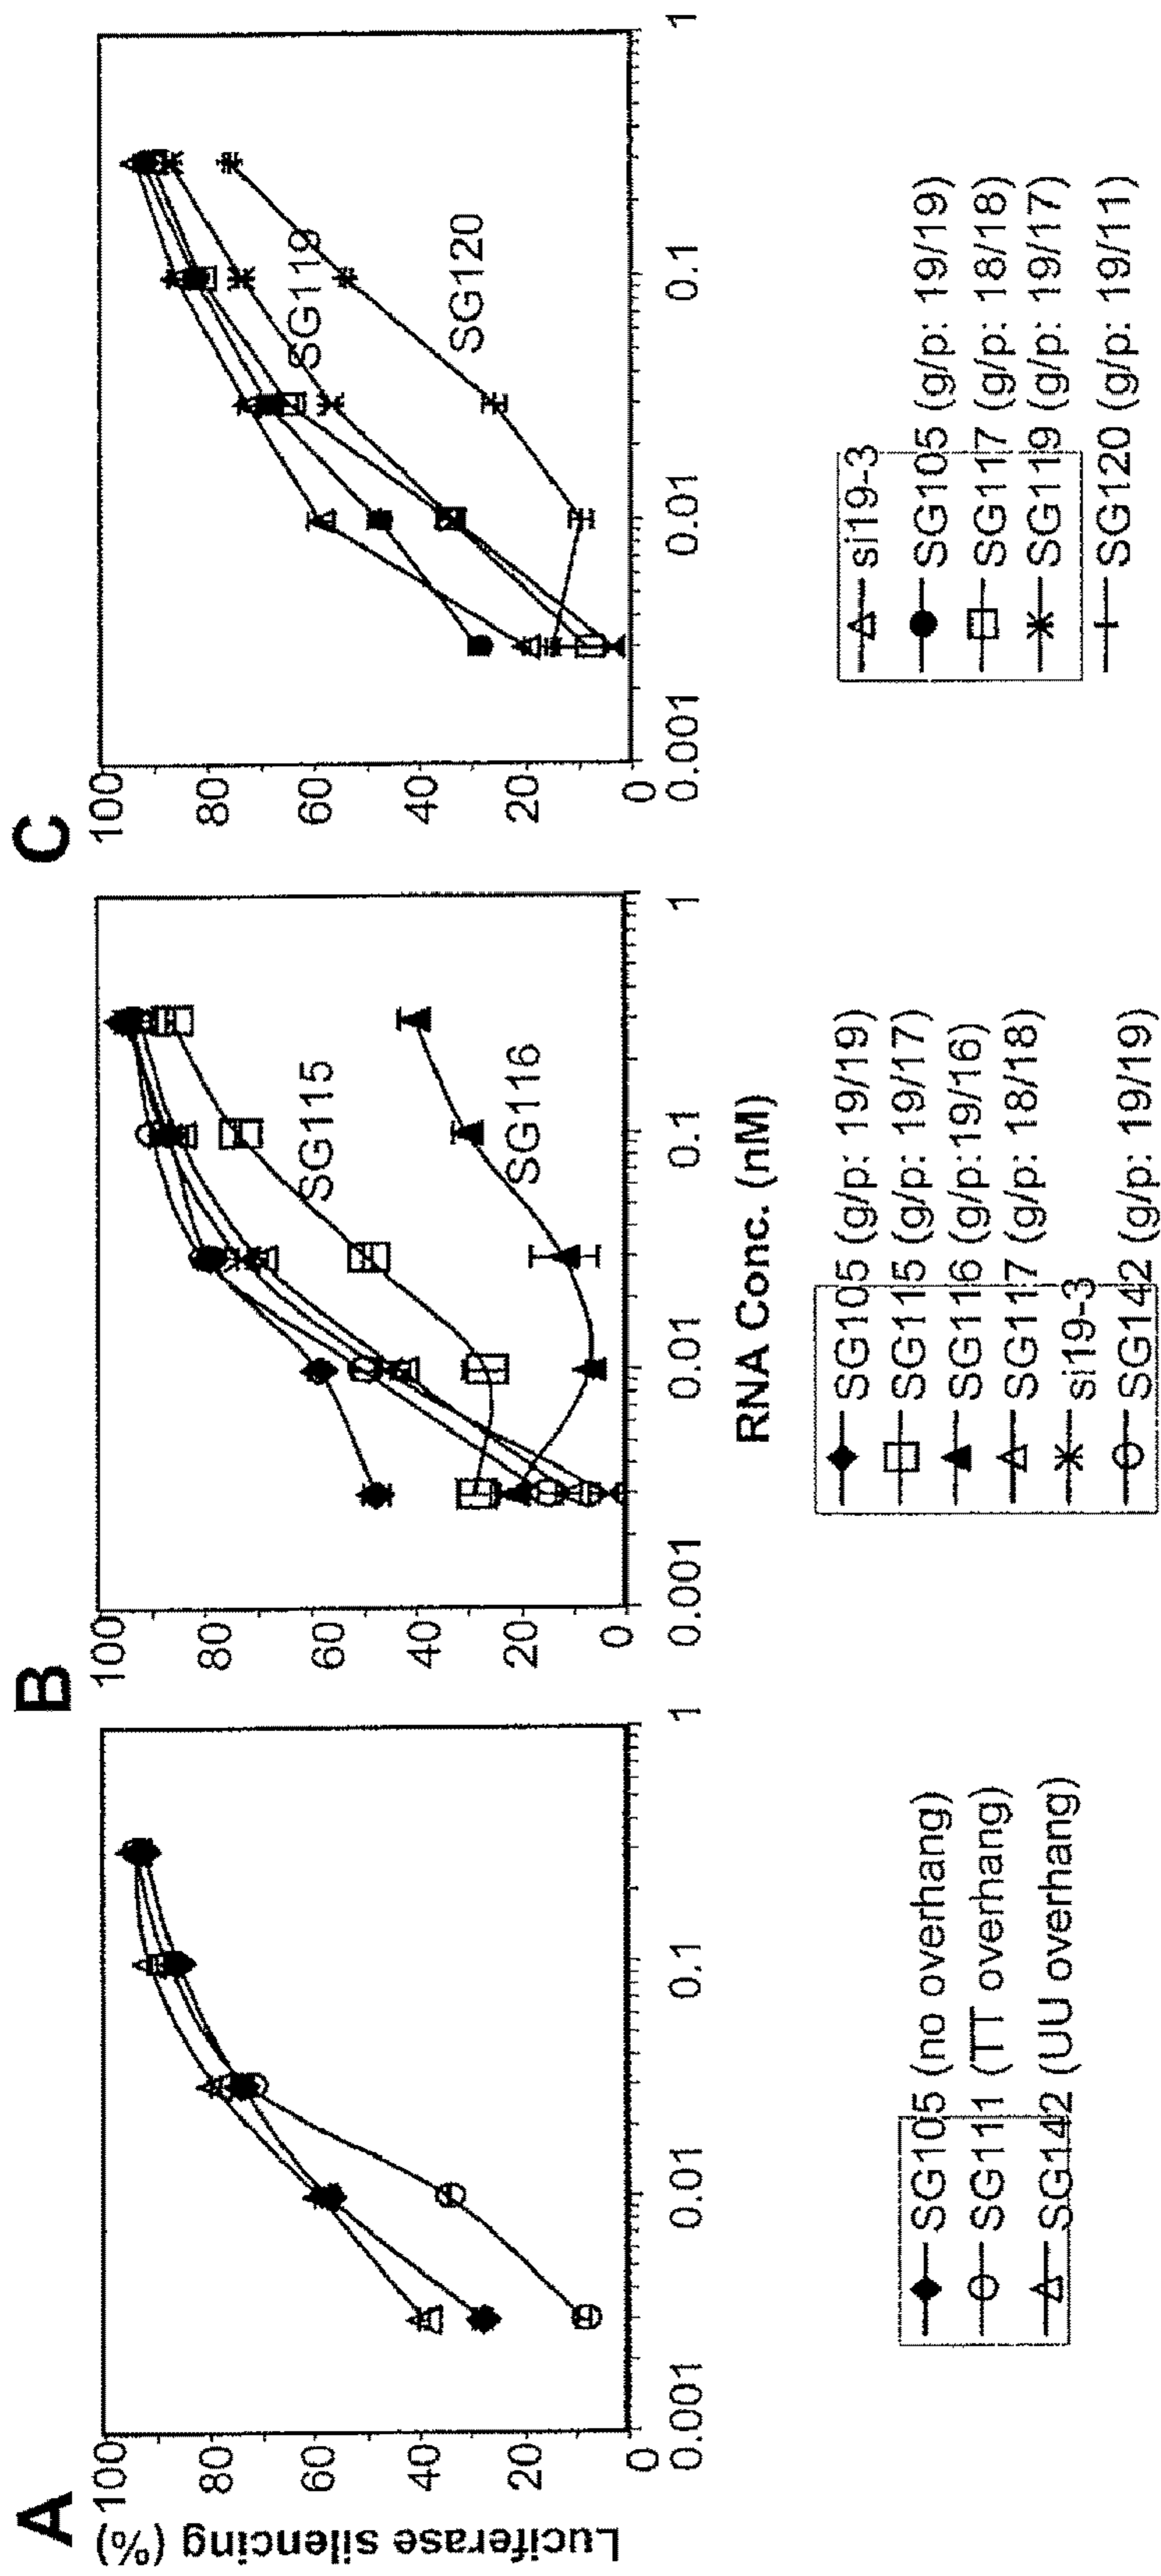 A
Luciferase silencing (%)
100
80
60
40
20
0
0.001
0.01
0.1
1
SG105 (no overhang)
SG111 (TT overhang)
SG142 (UU overhang)
B
100
80
60
40
20
0
SG115
SG116
0.001
0.01
0.1
1
RNA Conc. (nM)
SG105 (g/p: 19/19)
SG115 (g/p: 19/17)
SG116 (g/p:19/16)
SG117 (g/p: 18/18)
si19-3
SG142 (g/p: 19/19)
C
100
80
60
40
20
0
SG119
SG120
0.001
0.01
0.1
1
si19-3
SG105 (g/p: 19/19)
SG117 (g/p: 18/18)
SG119 (g/p: 19/17)
SG120 (g/p: 19/11)